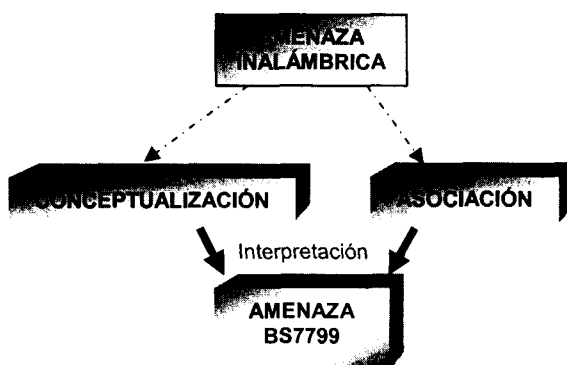 AMENAZA
INALÁMBRICA
CONCEPTUALIZACIÓN
ASOCIACIÓN
Interpretación
AMENAZA
BS7799